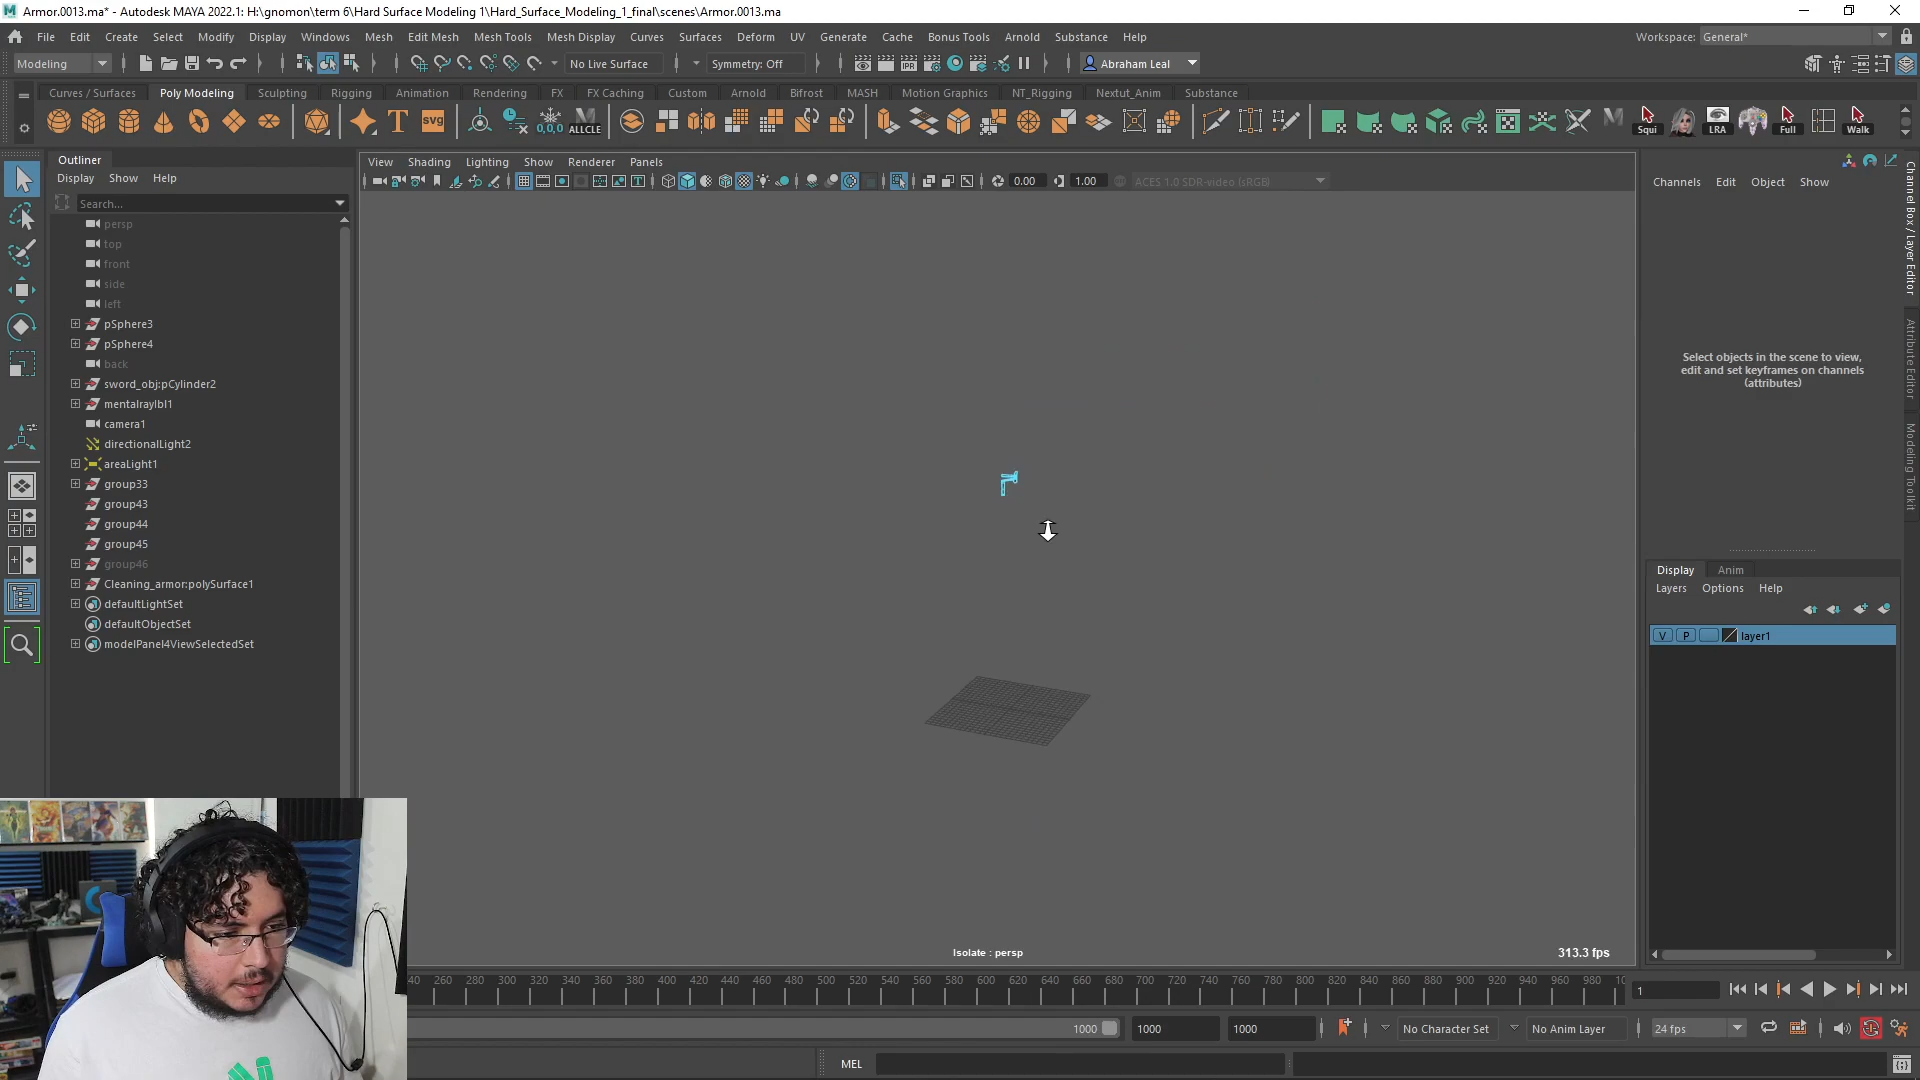 Armor.0013.ma* - Autodesk MAYA 2022.1: H:\gnomon\term 6\Hard Surface Modeling 1\Hard_Surface_Modeling_1_final\scenes\Armor.0013.ma
File Edit Create Select Modify Display Windows Mesh Edit Mesh Mesh Tools Mesh Display Curves Surfaces Deform UV Generate Cache Bonus Tools Arnold Substance Help
Workspace: General*
Modeling No Live Surface Symmetry: Off Abraham Leal
Curves / Surfaces Poly Modeling Sculpting Rigging Animation Rendering FX FX Caching Custom Arnold Bifrost MASH Motion Graphics NT_Rigging Nextut_Anim Substance
T svg 0,0,0 ALLCLE Squi LRA Full Walk
Outliner
Display Show Help
Search...
persp
top
front
side
left
pSphere3
pSphere4
back
sword_obj:pCylinder2
mentalrayIbl1
camera1
directionalLight2
areaLight1
group33
group43
group44
group45
group46
Cleaning_armor:polySurface1
defaultLightSet
defaultObjectSet
modelPanel4ViewSelectedSet
View Shading Lighting Show Renderer Panels
0.00 1.00 ACES 1.0 SDR-video (sRGB)
Isolate : persp
313.3 fps
Channels Edit Object Show
Select objects in the scene to view,
edit and set keyframes on channels
(attributes)
Channel Box / Layer Editor
Attribute Editor
Modeling Toolkit
Display Anim
Layers Options Help
V P layer1
40 260 280 300 320 340 360 380 400 420 440 460 480 500 520 540 560 580 600 620 640 660 680 700 720 740 760 780 800 820 840 860 880 900 920 940 960 980 10
1
1000 1000 1000 No Character Set No Anim Layer 24 fps
MEL